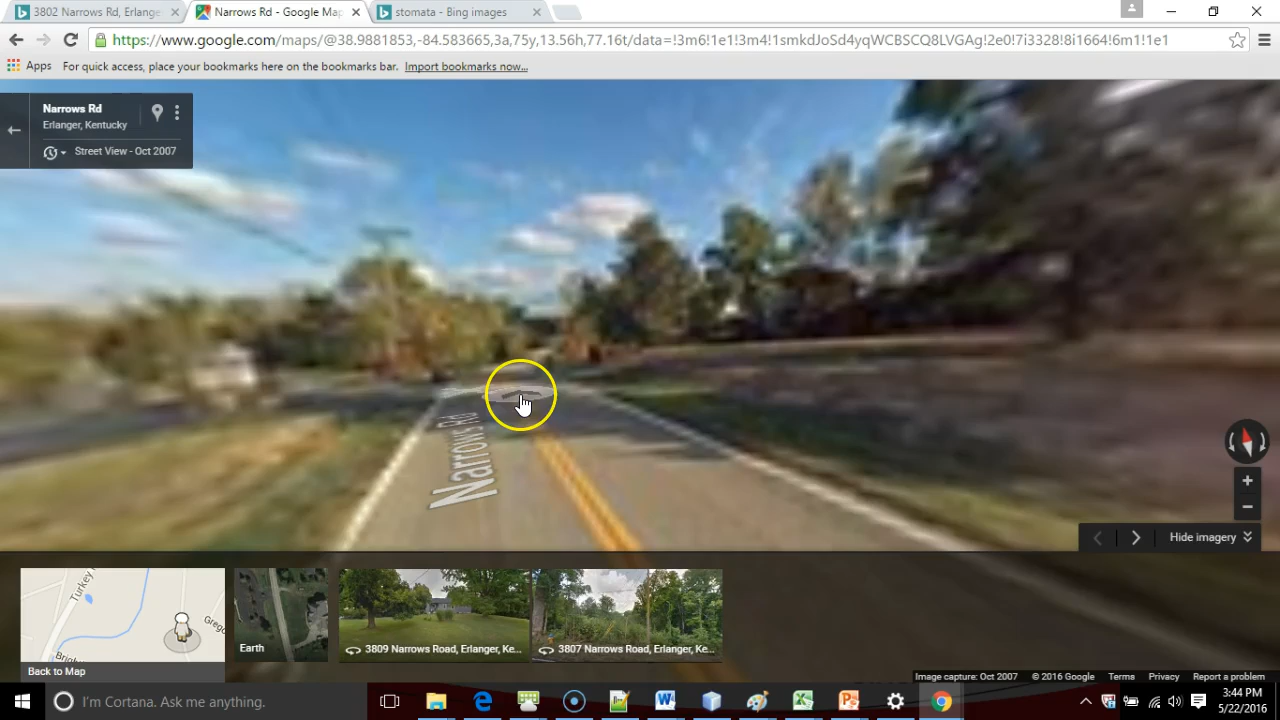 3802 Narrows Rd, Erlange
Narrows Rd - Google Map
stomata - Bing images
https://www.google.com/maps/@38.9881853,-84.583665,3a,75y,13.56h,77.16t/data=!3m6!1e1!3m4!1smkdJoSd4yqWCBSCQ8LVGAg!2e0!7i3328!8i1664!6m1!1e1
Apps For quick access, place your bookmarks here on the bookmarks bar. Import bookmarks now...
Narrows Rd
Erlanger, Kentucky
Street View - Oct 2007
Narrows Rd
Hide imagery
Turkey
Grego
Brigh
Back to Map
Earth
3809 Narrows Road, Erlanger, Ke...
3807 Narrows Road, Erlanger, Ke...
Image capture: Oct 2007 © 2016 Google Terms Privacy Report a problem
I'm Cortana. Ask me anything.
3:44 PM
5/22/2016